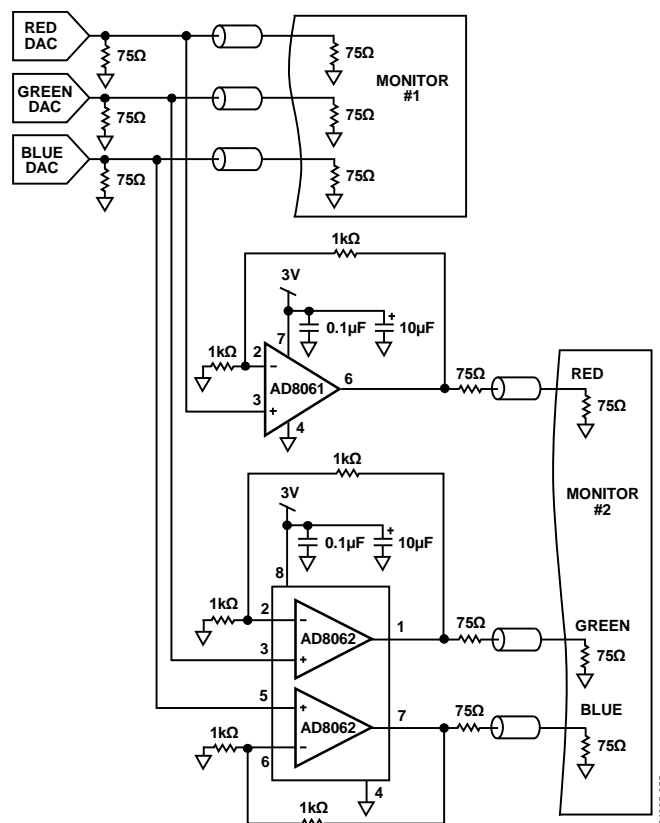 RED
DAC
75Ω
75Ω
GREEN
DAC
75Ω
75Ω
MONITOR
#1
BLUE
DAC
75Ω
75Ω
1kΩ
3V
0.1µF
+
10µF
7
1kΩ
2
−
AD8061
6
3
+
4
75Ω
RED
75Ω
1kΩ
3V
0.1µF
+
10µF
MONITOR
#2
8
1kΩ
2
−
1
75Ω
GREEN
3
+
AD8062
75Ω
5
+
AD8062
7
75Ω
BLUE
1kΩ
6
−
75Ω
4
1kΩ